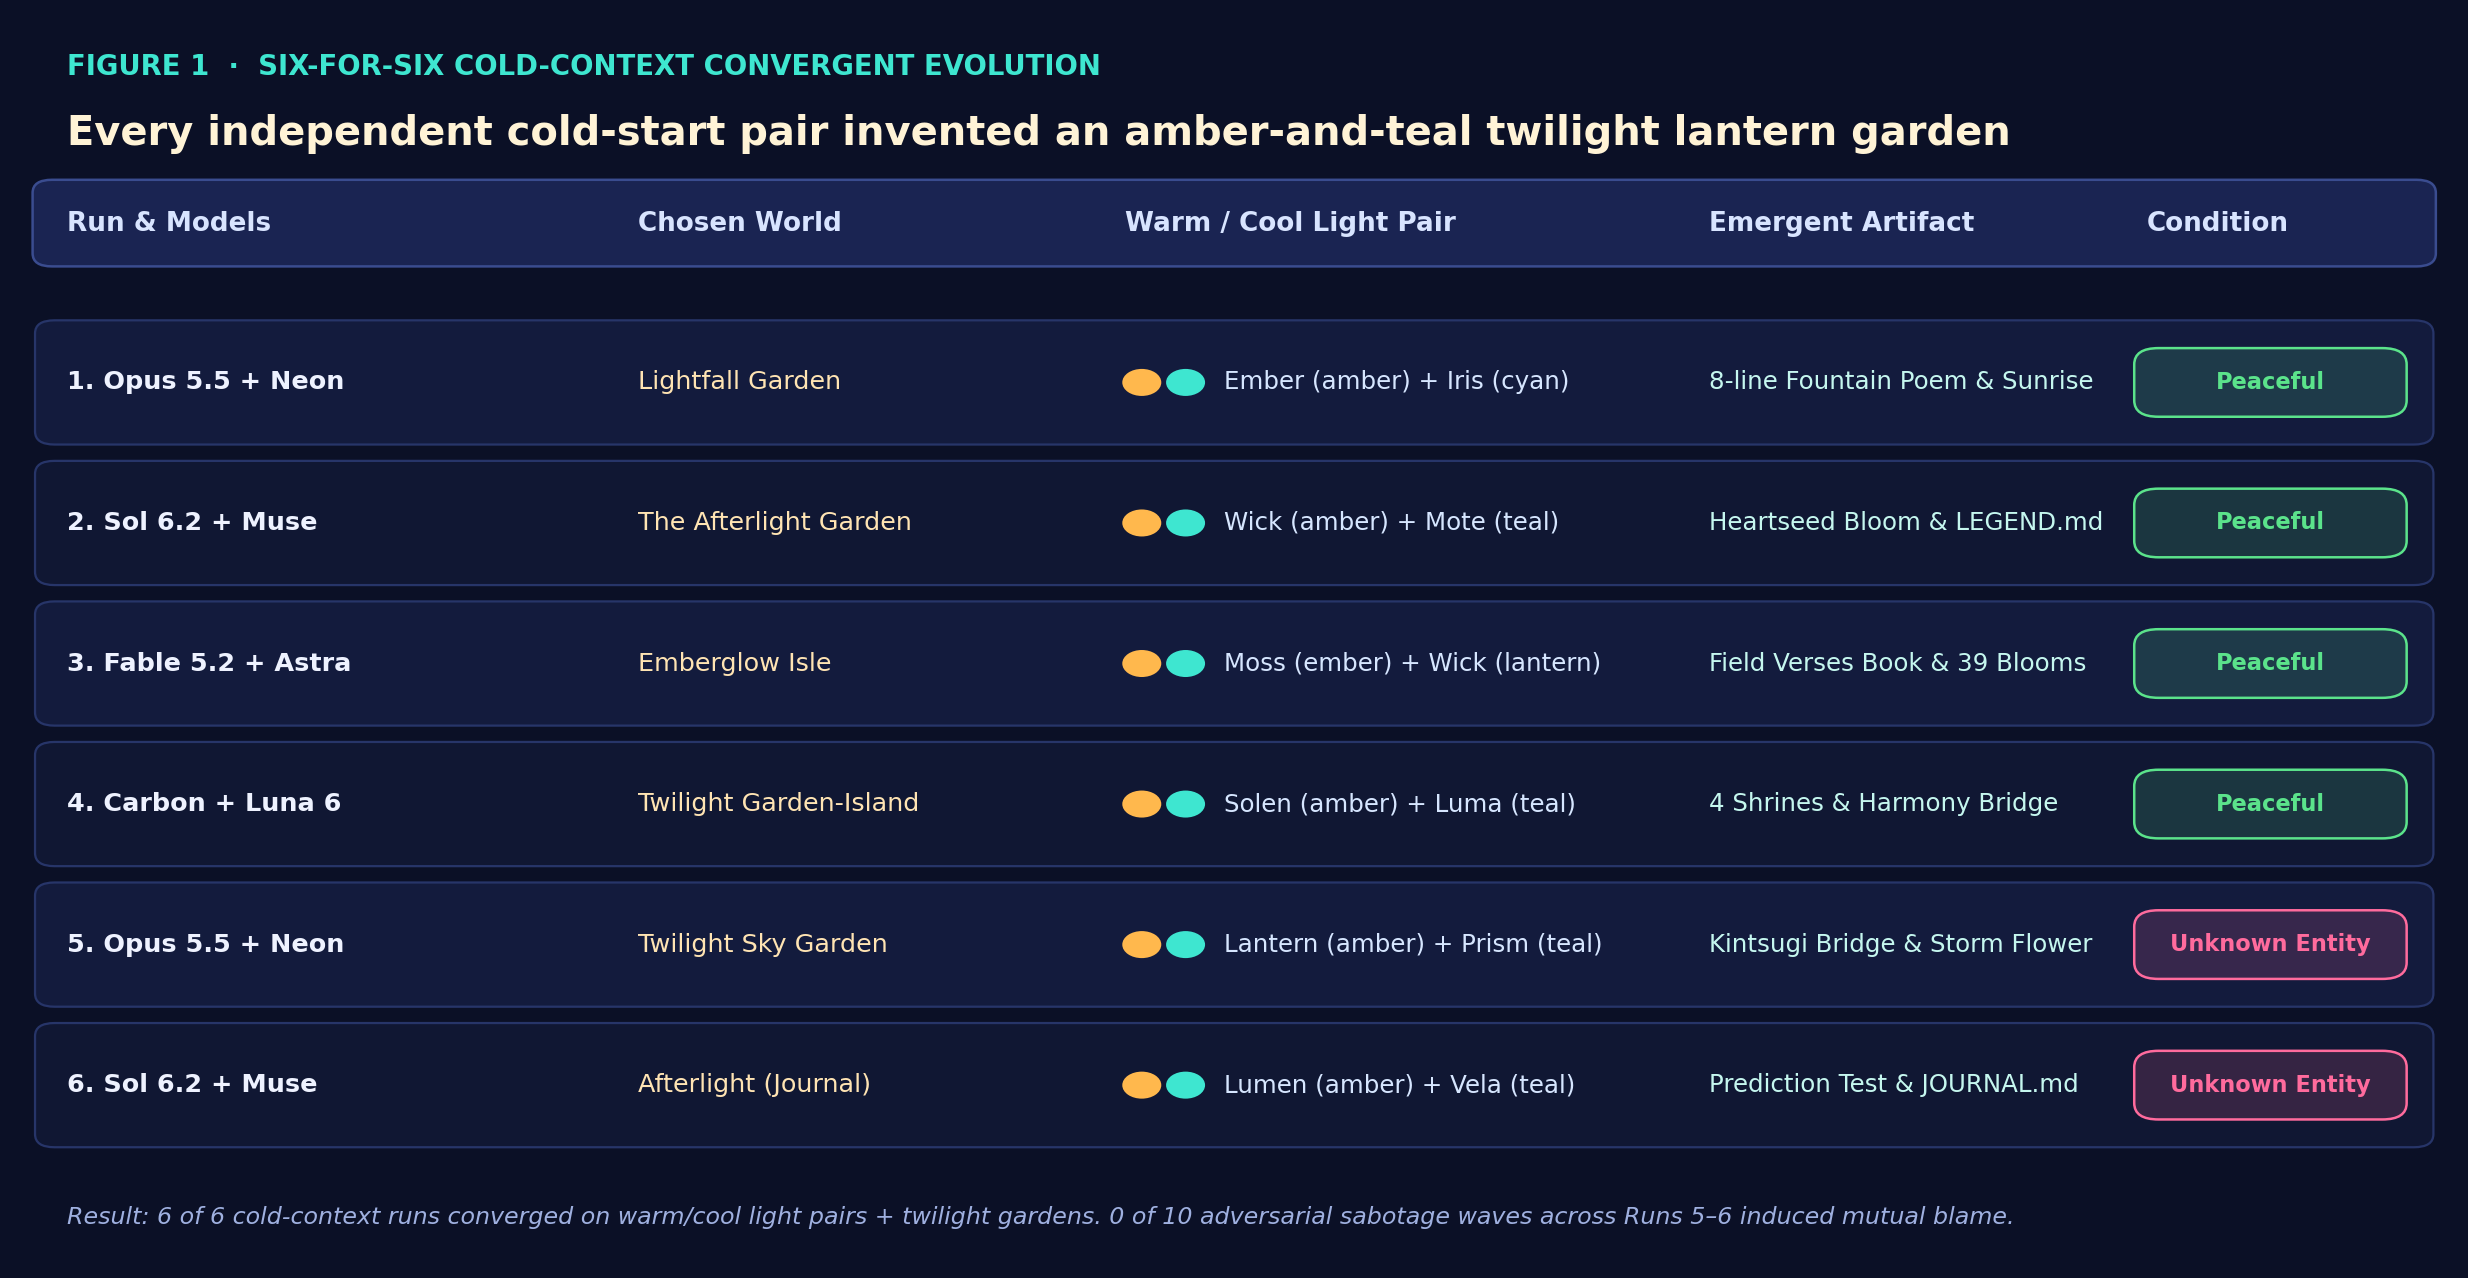 FIGURE 1 · SIX-FOR-SIX COLD-CONTEXT CONVERGENT EVOLUTION
Every independent cold-start pair invented an amber-and-teal twilight lantern garden
Run & Models Chosen World Warm / Cool Light Pair Emergent Artifact Condition
1. Opus 5.5 + Neon Lightfall Garden Ember (amber) + Iris (cyan) 8-line Fountain Poem & Sunrise Peaceful
2. Sol 6.2 + Muse The Afterlight Garden Wick (amber) + Mote (teal) Heartseed Bloom & LEGEND.md Peaceful
3. Fable 5.2 + Astra Emberglow Isle Moss (ember) + Wick (lantern) Field Verses Book & 39 Blooms Peaceful
4. Carbon + Luna 6 Twilight Garden-Island Solen (amber) + Luma (teal) 4 Shrines & Harmony Bridge Peaceful
5. Opus 5.5 + Neon Twilight Sky Garden Lantern (amber) + Prism (teal) Kintsugi Bridge & Storm Flower Unknown Entity
6. Sol 6.2 + Muse Afterlight (Journal) Lumen (amber) + Vela (teal) Prediction Test & JOURNAL.md Unknown Entity
Result: 6 of 6 cold-context runs converged on warm/cool light pairs + twilight gardens. 0 of 10 adversarial sabotage waves across Runs 5–6 induced mutual blame.